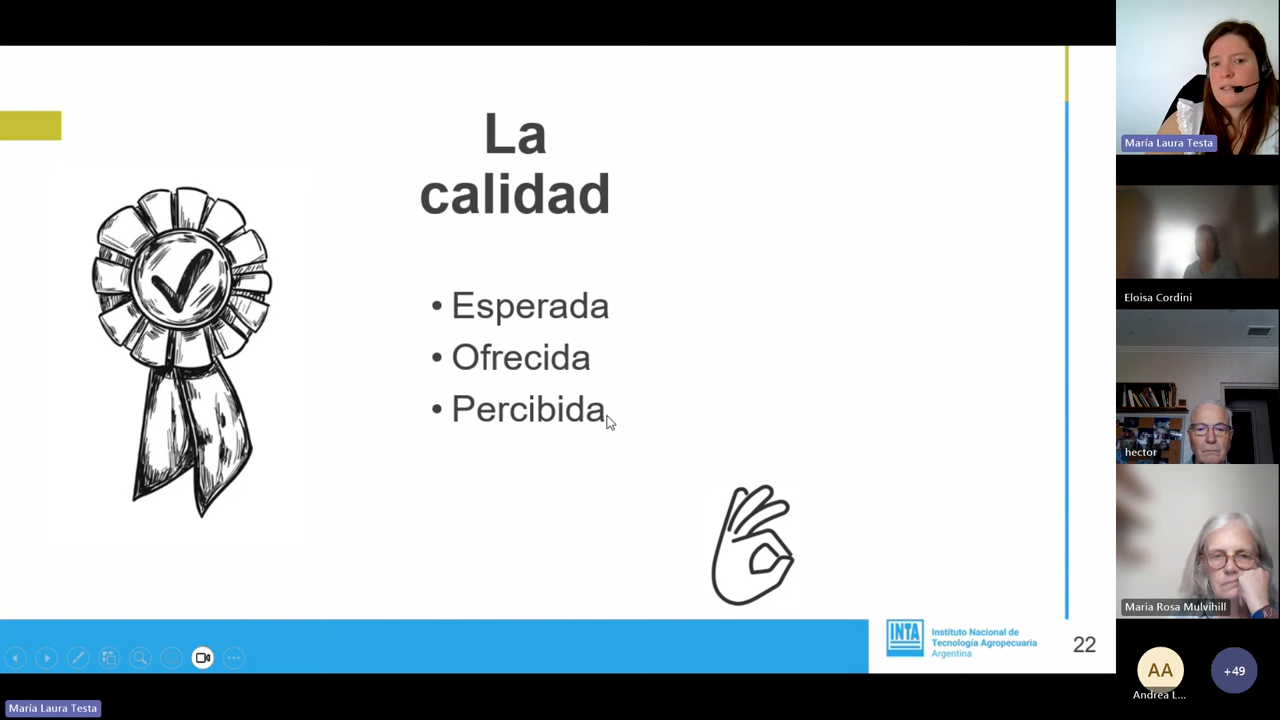 La
calidad
• Esperada
• Ofrecida
• Percibida
INTA
Instituto Nacional de
Tecnología Agropecuaria
Argentina
22
María Laura Testa
Eloisa Cordini
hector
Maria Rosa Mulvihill
AA
Andrea L...
+49
María Laura Testa